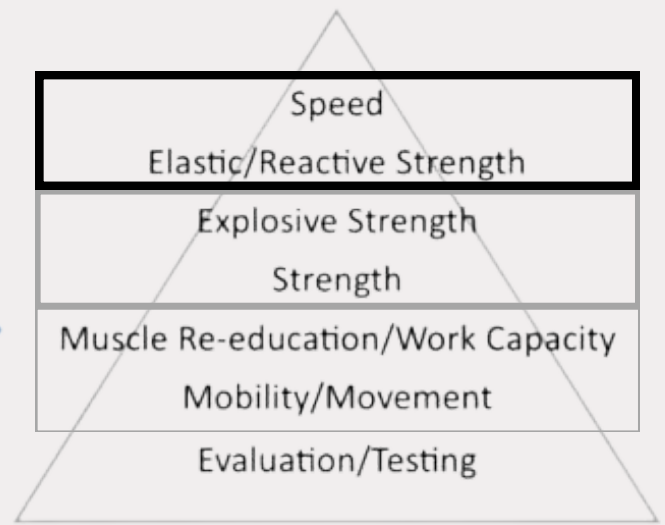 Speed
Elastic/Reactive Strength
Explosive Strength
Strength
Muscle Re-education/Work Capacity
Mobility/Movement
Evaluation/Testing